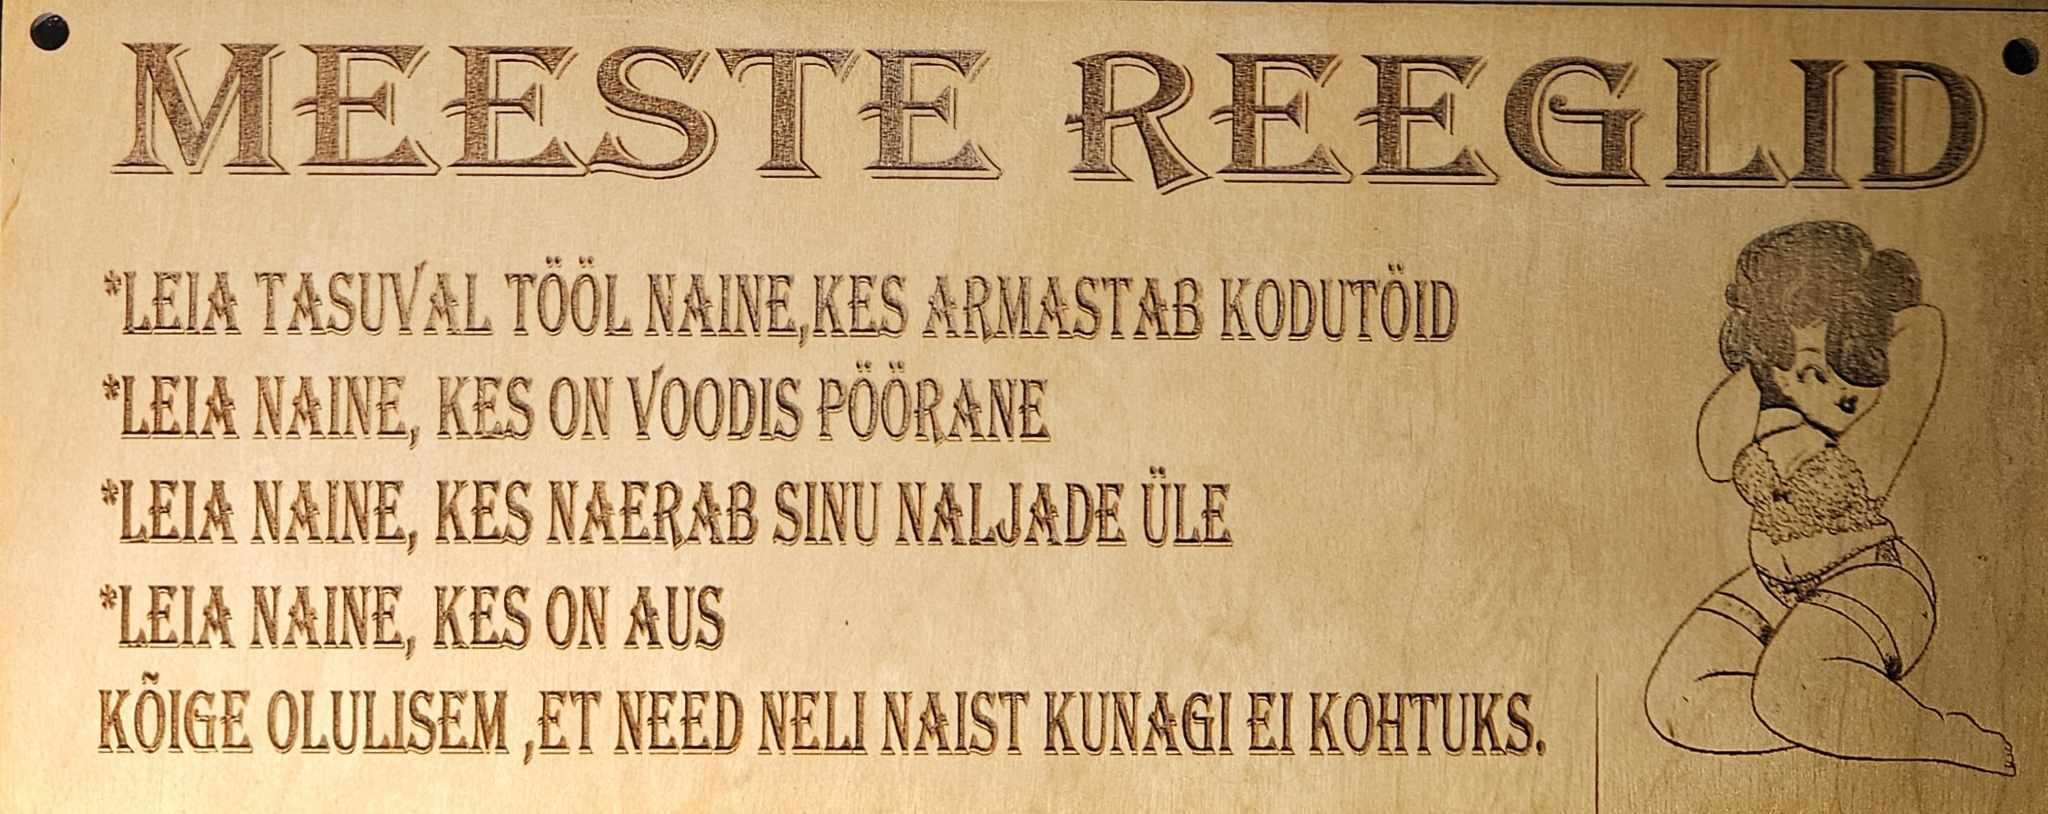 MEESTE REEGLID
*LEIA TASUVAL TÖÖL NAINE,KES ARMASTAB KODUTÖID
*LEIA NAINE, KES ON VOODIS PÖÖRANE
*LEIA NAINE, KES NAERAB SINU NALJADE ÜLE
*LEIA NAINE, KES ON AUS
KÕIGE OLULISEM ,ET NEED NELI NAIST KUNAGI EI KOHTUKS.